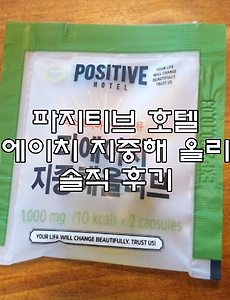 POSITIVE
HOTEL
YOUR LIFE
WILL CHANGE
BEAUTIFULLY,
TRUST US!
파지티브 호텔
에이치 지중해 올리
솔직 후기
1,000 mg (10 kcal) × 2 capsules
YOUR LIFE WILL CHANGE BEAUTIFULLY, TRUST US!